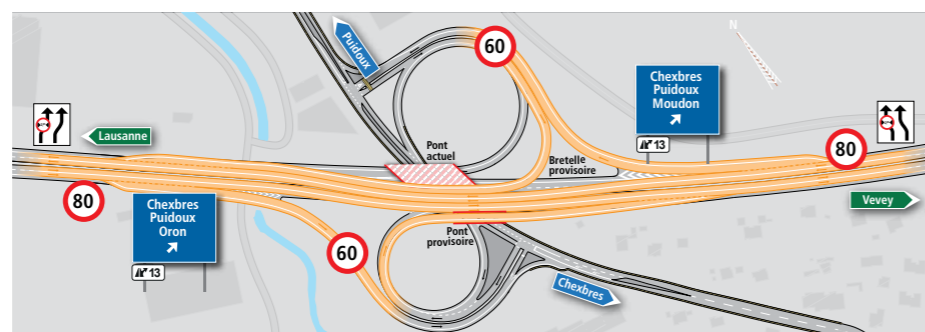 N
Puidoux
60
Chexbres
Puidoux
Moudon
13
Lausanne
Pont
actuel
Bretelle
provisoire
80
80
Vevey
Chexbres
Puidoux
Oron
13
Pont
provisoire
60
Chexbres